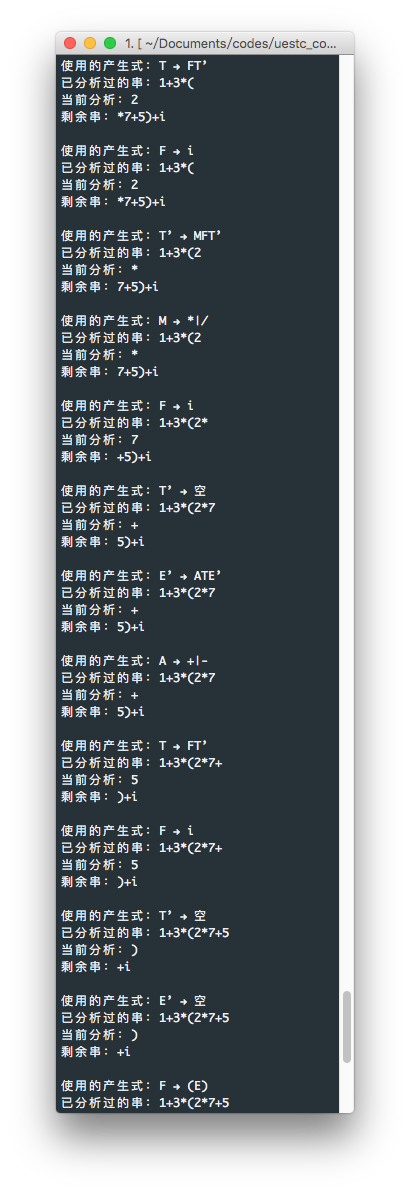 1. [ ~/Documents/codes/uestc_co...
使用的产生式: T → FT’
已分析过的串: 1+3*(
当前分析: 2
剩余串: *7+5)+i
使用的产生式: F → i
已分析过的串: 1+3*(
当前分析: 2
剩余串: *7+5)+i
使用的产生式: T’ → MFT’
已分析过的串: 1+3*(2
当前分析: *
剩余串: 7+5)+i
使用的产生式: M → *|/
已分析过的串: 1+3*(2
当前分析: *
剩余串: 7+5)+i
使用的产生式: F → i
已分析过的串: 1+3*(2*
当前分析: 7
剩余串: +5)+i
使用的产生式: T’ → 空
已分析过的串: 1+3*(2*7
当前分析: +
剩余串: 5)+i
使用的产生式: E’ → ATE’
已分析过的串: 1+3*(2*7
当前分析: +
剩余串: 5)+i
使用的产生式: A → +|-
已分析过的串: 1+3*(2*7
当前分析: +
剩余串: 5)+i
使用的产生式: T → FT’
已分析过的串: 1+3*(2*7+
当前分析: 5
剩余串: )+i
使用的产生式: F → i
已分析过的串: 1+3*(2*7+
当前分析: 5
剩余串: )+i
使用的产生式: T’ → 空
已分析过的串: 1+3*(2*7+5
当前分析: )
剩余串: +i
使用的产生式: E’ → 空
已分析过的串: 1+3*(2*7+5
当前分析: )
剩余串: +i
使用的产生式: F → (E)
已分析过的串: 1+3*(2*7+5